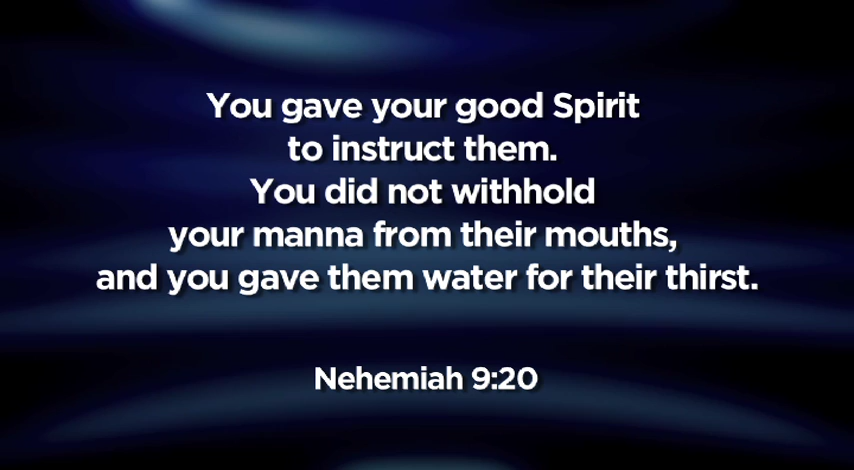 You gave your good Spirit
to instruct them.
You did not withhold
your manna from their mouths,
and you gave them water for their thirst.
Nehemiah 9:20